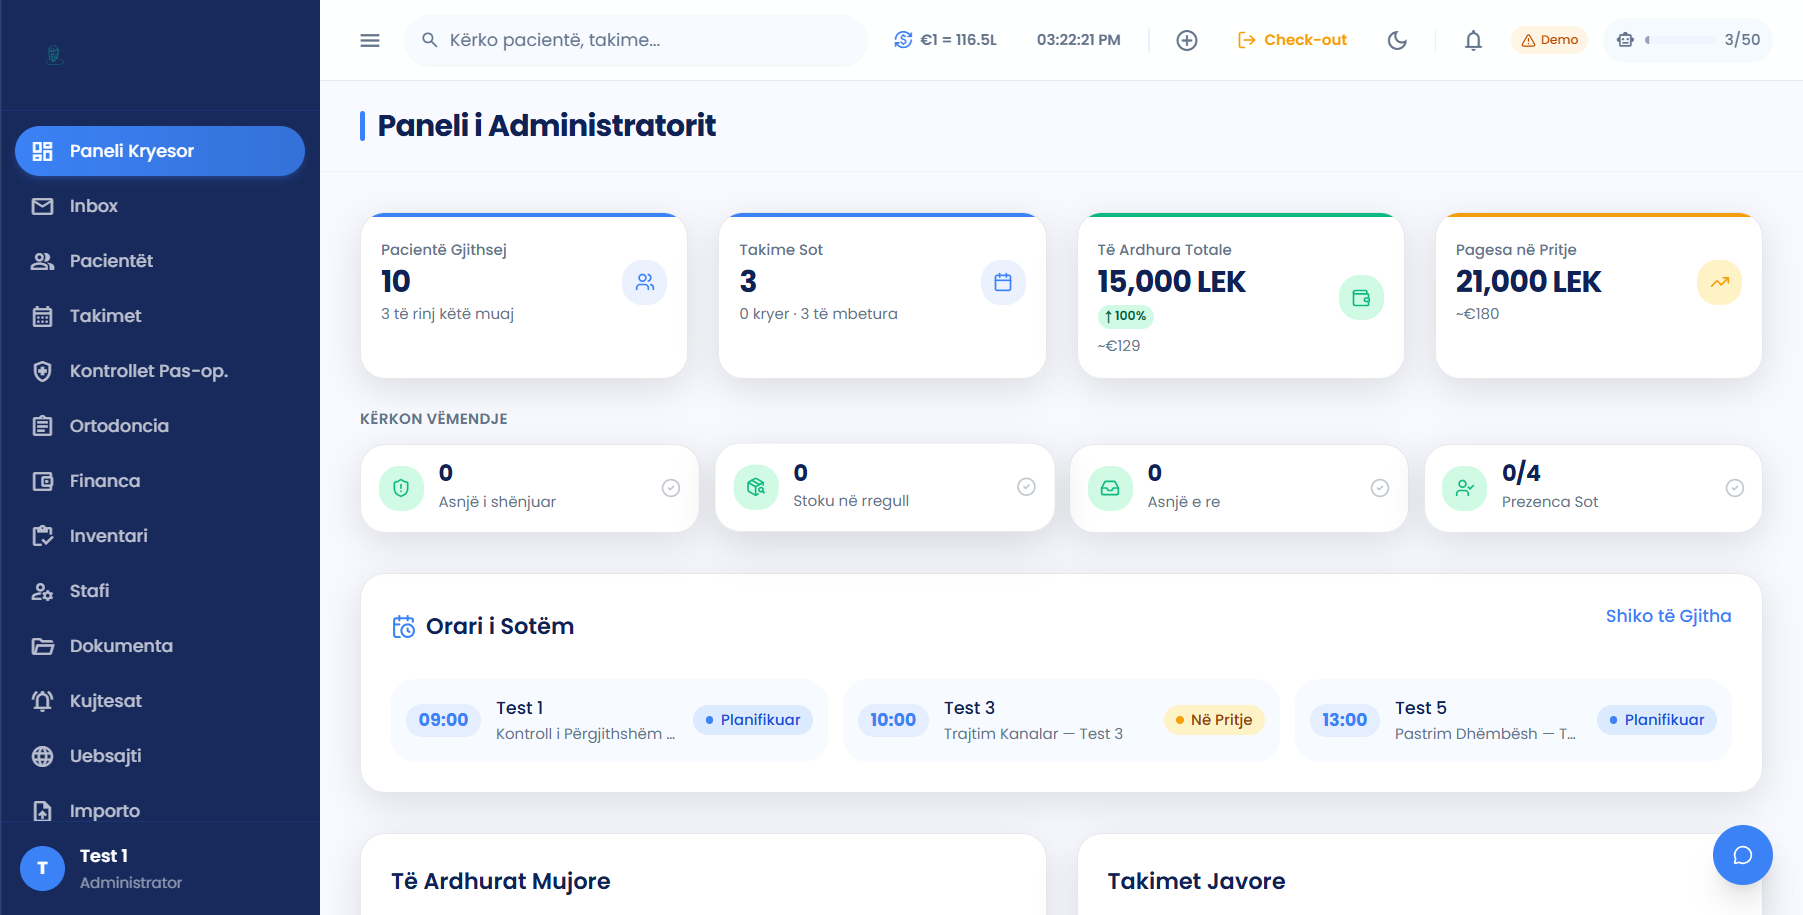 Kërko pacientë, takime...
€1 = 116.5L
03:22:21 PM
Check-out
Demo
3/50
Paneli Kryesor
Inbox
Pacientët
Takimet
Kontrollet Pas-op.
Ortodoncia
Financa
Inventari
Stafi
Dokumenta
Kujtesat
Uebsajti
Importo
T
Test 1
Administrator
Paneli i Administratorit
Pacientë Gjithsej
10
3 të rinj këtë muaj
Takime Sot
3
0 kryer · 3 të mbetura
Të Ardhura Totale
15,000 LEK
↑ 100%
~€129
Pagesa në Pritje
21,000 LEK
~€180
KËRKON VËMENDJE
0
Asnjë i shënjuar
0
Stoku në rregull
0
Asnjë e re
0/4
Prezenca Sot
Orari i Sotëm
Shiko të Gjitha
09:00
Test 1
Kontroll i Përgjithshëm ...
Planifikuar
10:00
Test 3
Trajtim Kanalar — Test 3
Në Pritje
13:00
Test 5
Pastrim Dhëmbësh — T...
Planifikuar
Të Ardhurat Mujore
Takimet Javore